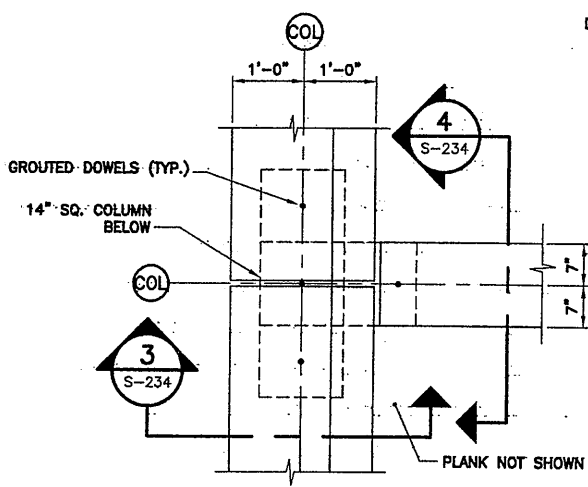 COL
1'-0" 1'-0"
4
S-234
GROUTED DOWELS (TYP.)
14" SQ. COLUMN
BELOW
7"
COL
7"
3
S-234
PLANK NOT SHOWN